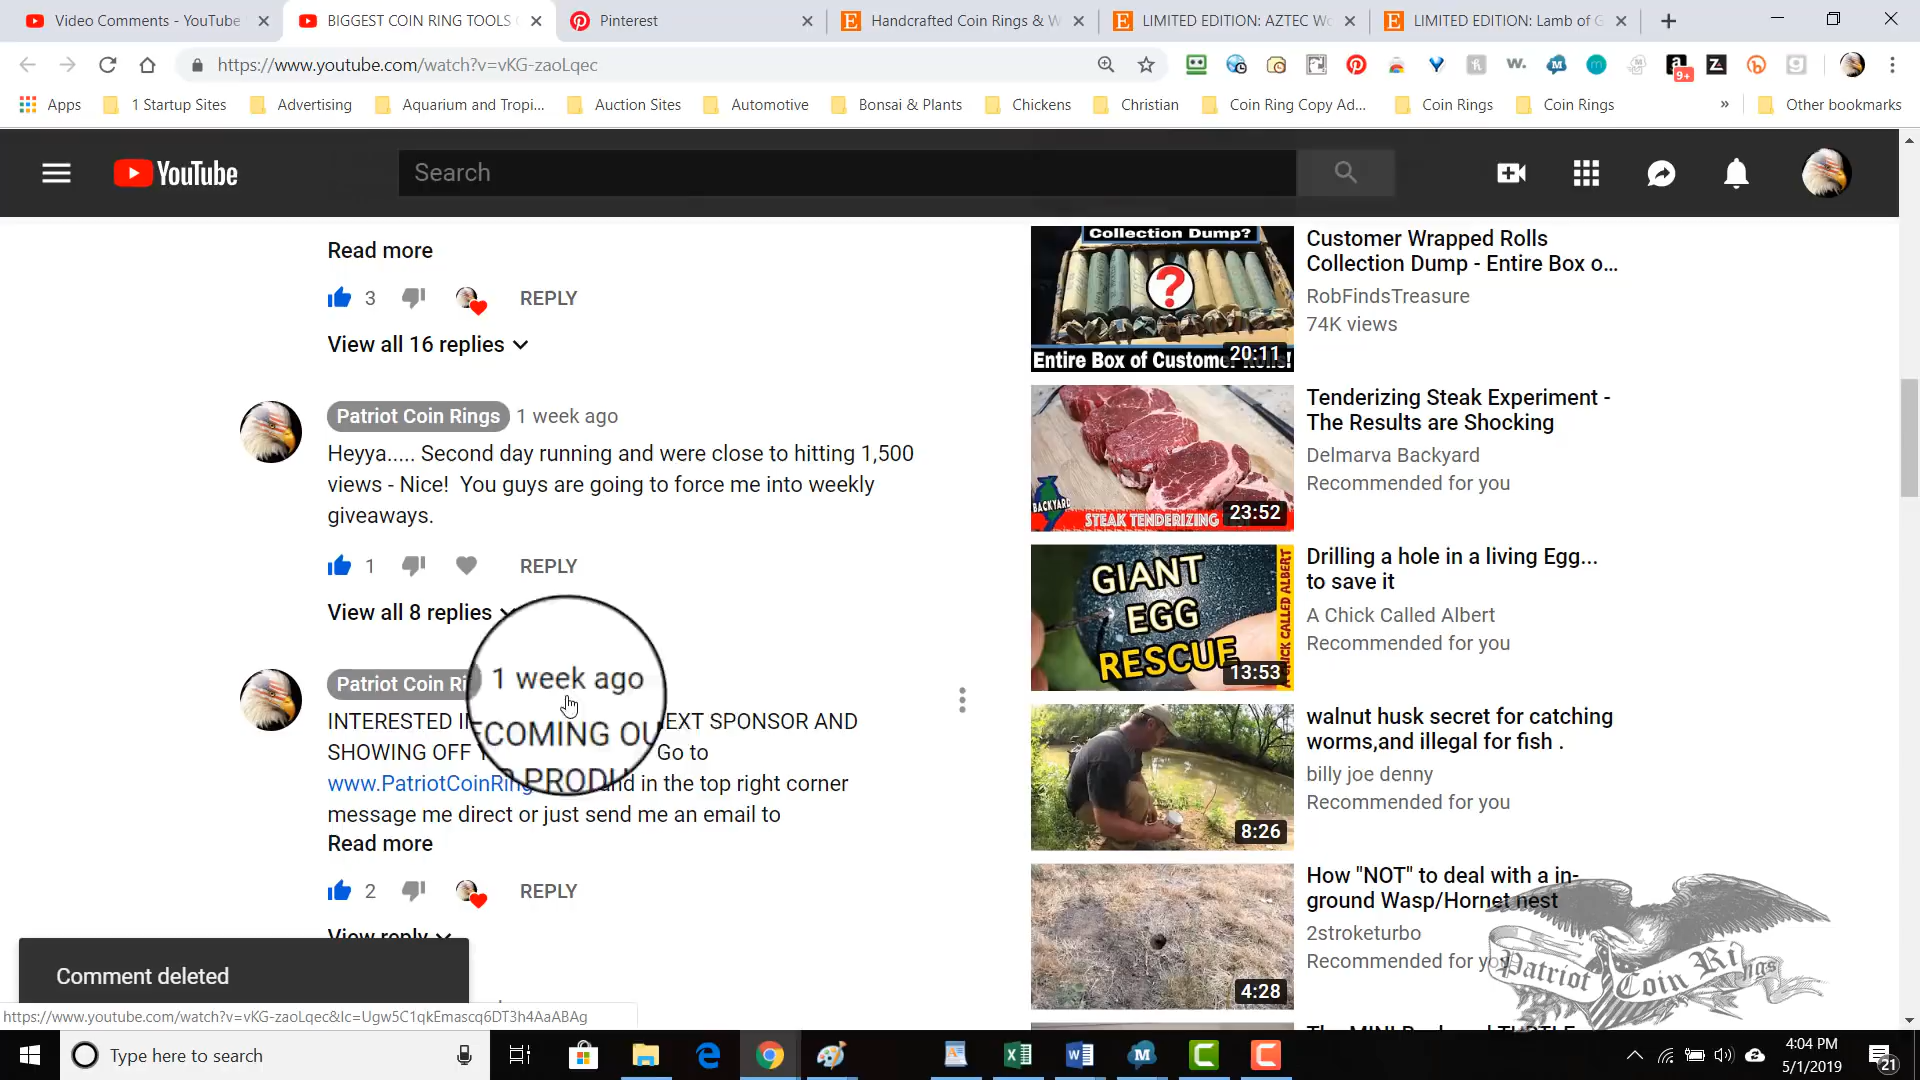 Video Comments - YouTube
BIGGEST COIN RING TOOLS
Pinterest
Handcrafted Coin Rings & W
LIMITED EDITION: AZTEC Wo
LIMITED EDITION: Lamb of G
https://www.youtube.com/watch?v=vKG-zaoLqec
9+
Apps
1 Startup Sites
Advertising
Aquarium and Tropi...
Auction Sites
Automotive
Bonsai & Plants
Chickens
Christian
Coin Ring Copy Ad...
Coin Rings
Coin Rings
»
Other bookmarks
YouTube
Search
Read more
3
REPLY
View all 16 replies
Patriot Coin Rings 1 week ago
Heyya..... Second day running and were close to hitting 1,500
views - Nice! You guys are going to force me into weekly
giveaways.
1
REPLY
View all 8 replies
Patriot Coin Ri 1 week ago
INTERESTED I COMING OU EXT SPONSOR AND
SHOWING OFF PRODU Go to
www.PatriotCoinRing and in the top right corner
message me direct or just send me an email to
Read more
2
REPLY
View reply
Comment deleted
https://www.youtube.com/watch?v=vKG-zaoLqec&lc=Ugw5C1qkEmascq6DT3h4AaABAg
Collection Dump?
?
Entire Box of Custome Rolls!
20:11
Customer Wrapped Rolls
Collection Dump - Entire Box o...
RobFindsTreasure
74K views
BACKYARD
STEAK TENDERIZING
23:52
Tenderizing Steak Experiment -
The Results are Shocking
Delmarva Backyard
Recommended for you
GIANT
EGG
RESCUE
A CHICK CALLED ALBERT
13:53
Drilling a hole in a living Egg...
to save it
A Chick Called Albert
Recommended for you
8:26
walnut husk secret for catching
worms,and illegal for fish .
billy joe denny
Recommended for you
4:28
How "NOT" to deal with a in-
ground Wasp/Hornet nest
2stroketurbo
Recommended for yo
Patriot Coin Rings
Type here to search
4:04 PM
5/1/2019
21